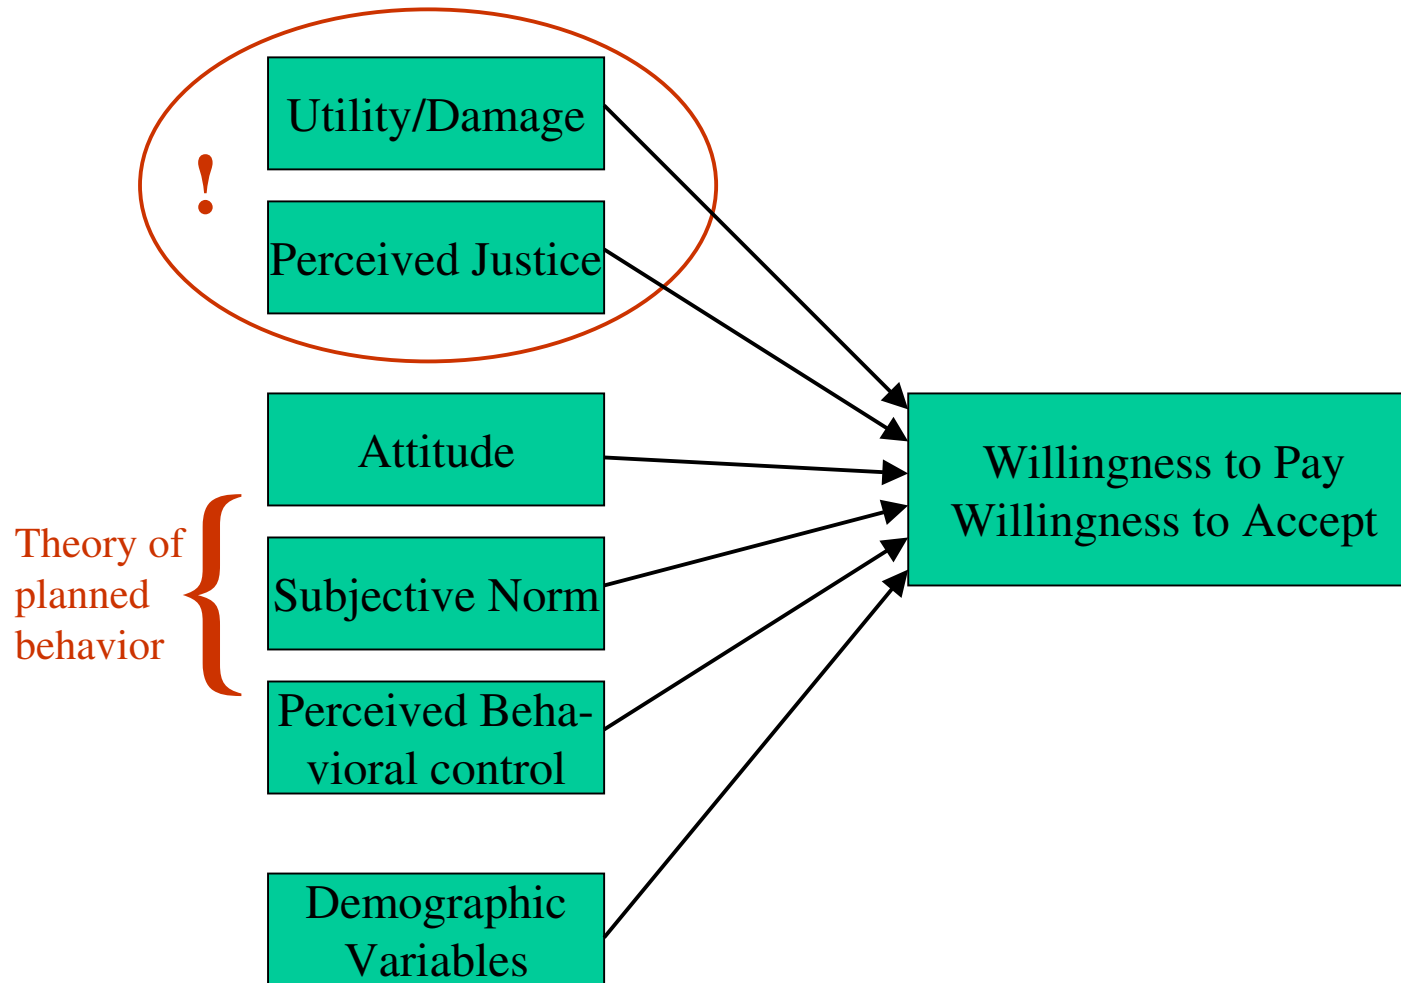 Utility/Damage
!
Perceived Justice
Attitude
Willingness to Pay
Willingness to Accept
Theory of
planned
behavior
{
Subjective Norm
Perceived Beha-
vioral control
Demographic
Variables